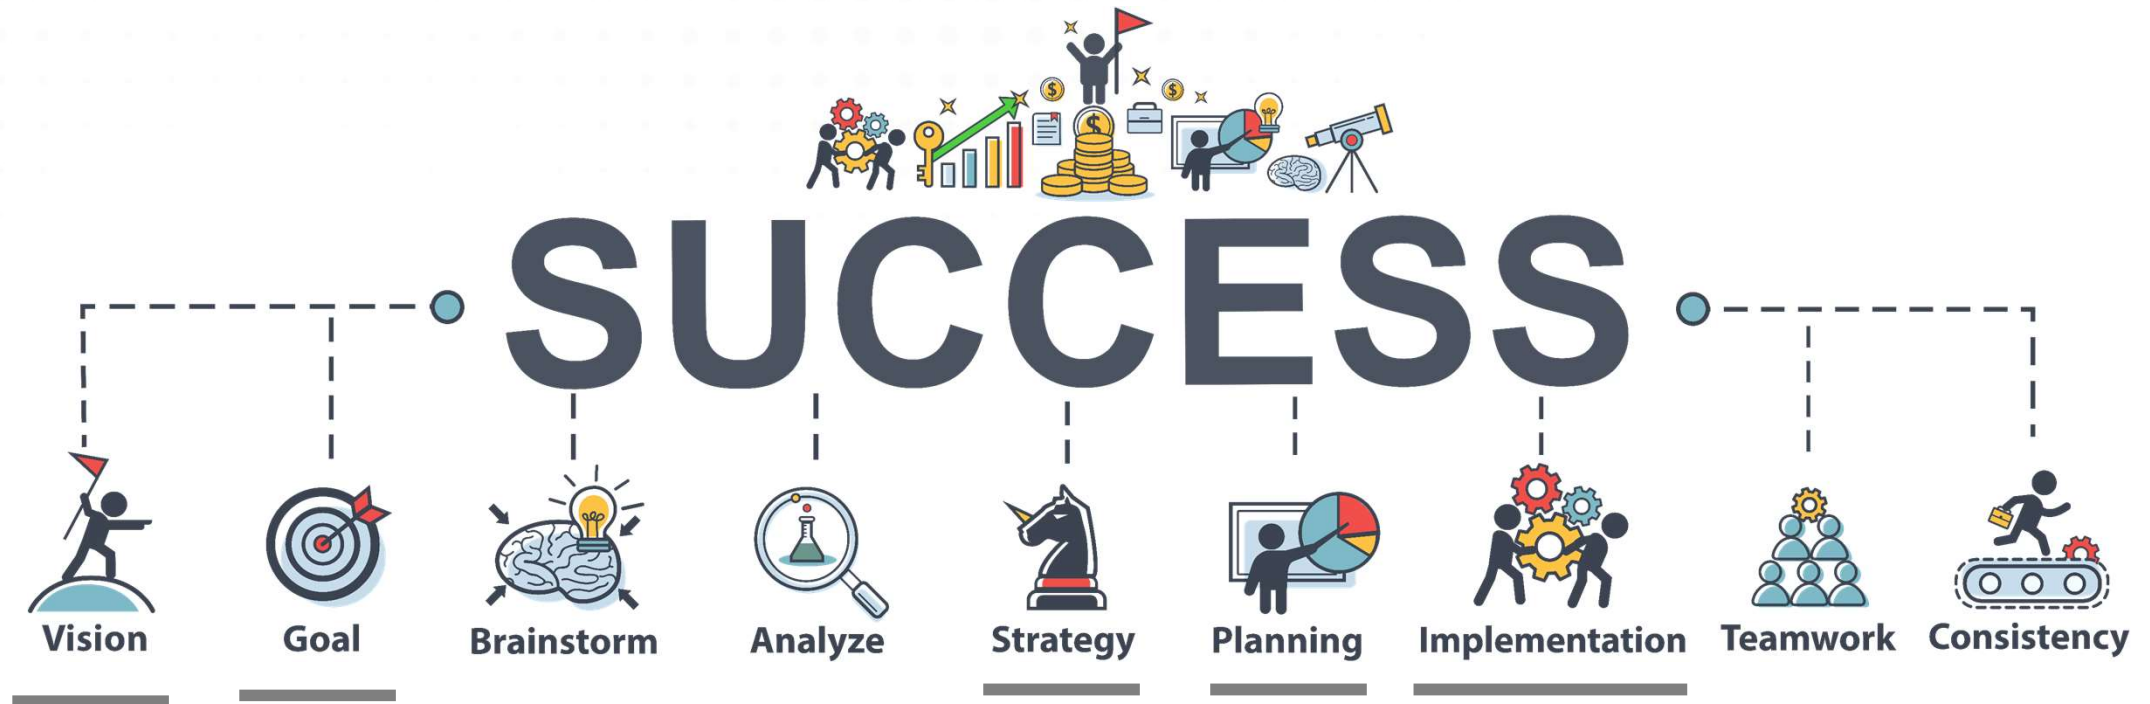 SUCCESS
Vision
Goal
Brainstorm
Analyze
Strategy
Planning
Implementation
Teamwork
Consistency